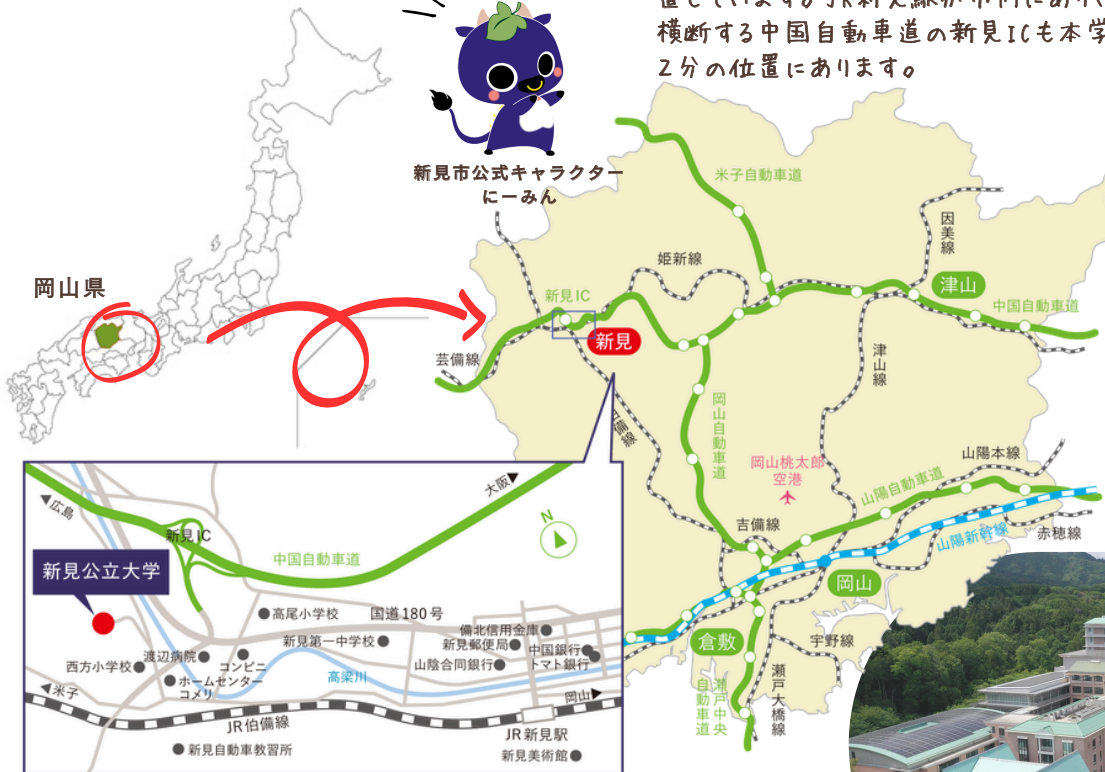 横断する中国自動車道の新見ICも本学
2分の位置にあります。
新見市公式キャラクター
にーみん
岡山県
米子自動車道
因美線
姫新線
津山
新見IC
中国自動車道
新見
芸備線
津山線
岡山自動車道
岡山桃太郎
空港
山陽本線
山陽自動車道
吉備線
山陽新幹線
赤穂線
岡山
倉敷
宇野線
瀬戸大橋線
瀬戸中央
自動車道
大阪
広島
N
新見IC
中国自動車道
新見公立大学
高尾小学校
国道180号
備北信用金庫
新見第一中学校
新見郵便局
中国銀行
渡辺病院
山陰合同銀行
トマト銀行
西方小学校
コンビニ
高梁川
ホームセンター
コメリ
米子
岡山
JR伯備線
JR新見駅
新見自動車教習所
新見美術館